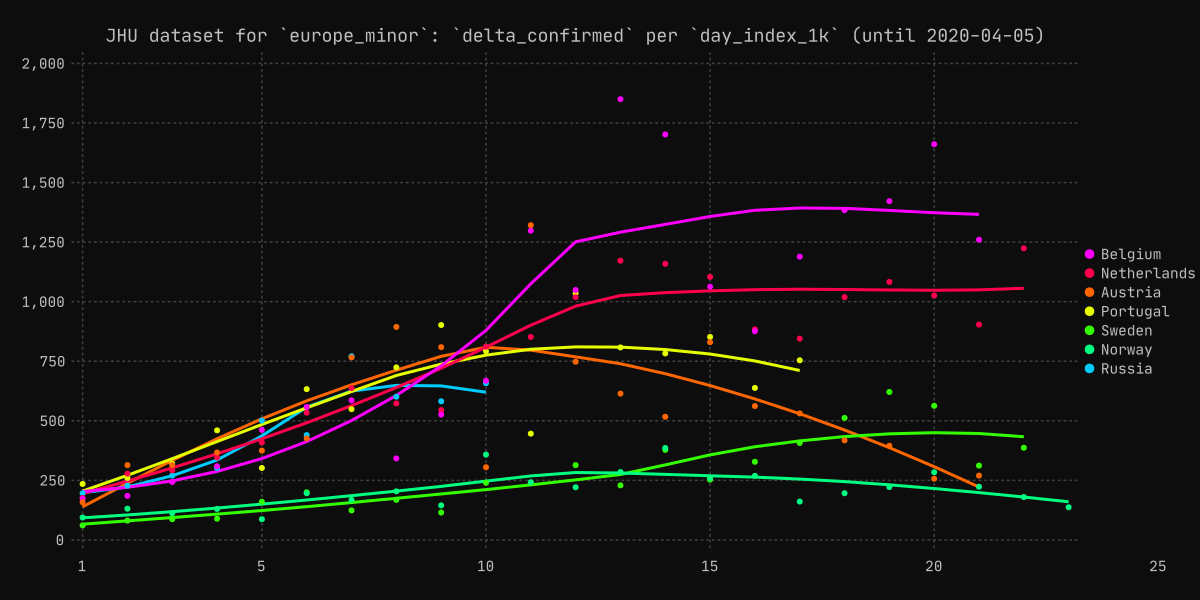 JHU dataset for `europe_minor`: `delta_confirmed` per `day_index_1k` (until 2020-04-05)
2,000
1,750
1,500
1,250
1,000
750
500
250
0
1 5 10 15 20 25
Belgium
Netherlands
Austria
Portugal
Sweden
Norway
Russia